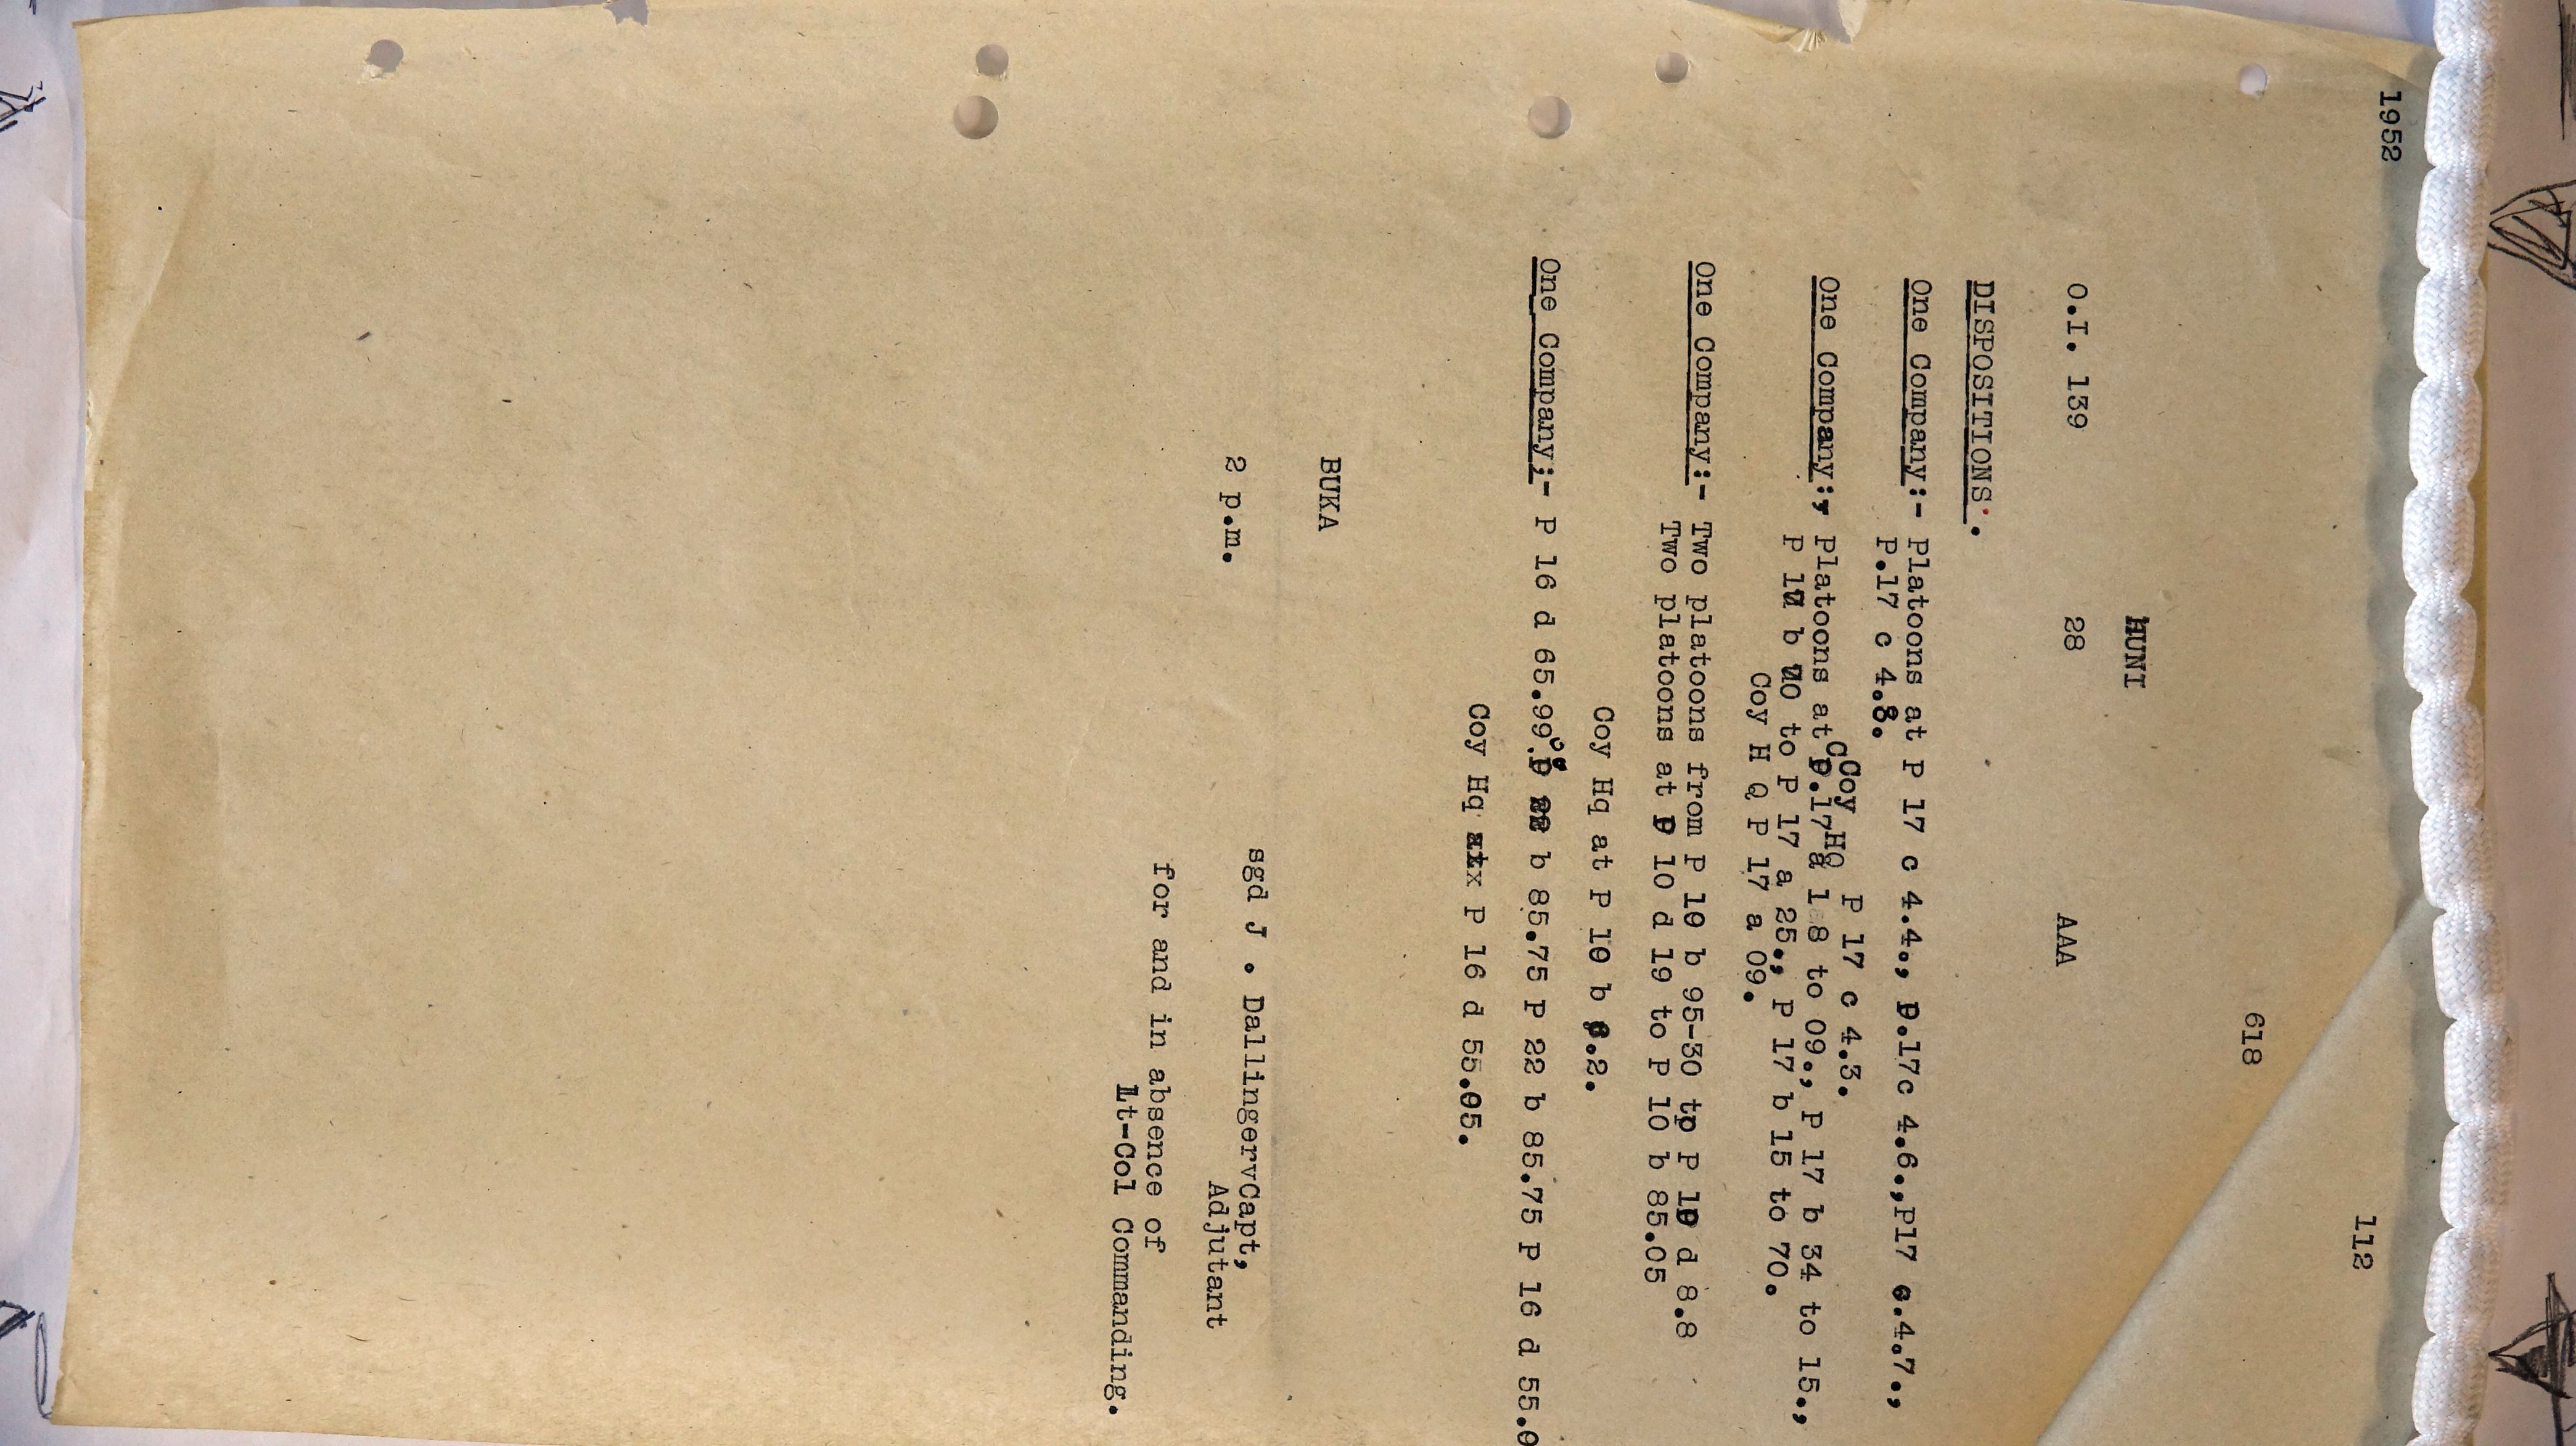 1952
112
618
HUNI
O.I. 139 28 AAA
DISPOSITIONS.
One Company:- platoons at P 17 c 4.4., P.17c 4.6.,P17 c.4.7.,
P.17 c 4.8.
Coy HQ P 17 c 4.3.
One Company:, platoons at P.17 a 1 8 to 09., P 17 b 34 to 15.,
P b to P 17 a 25., P 17 b 15 to 70.
Coy H Q P 17 a 09.
One Company:- Two platoons from P 10 b 95-30 tp P 10 d 8.8
Two platoons at P 10 d 19 to P 10 b 85.05
Coy Hq at P 10 b .2.
One Company;- P 16 d 65.99. P b 85.75 P 22 b 85.75 P 16 d 55.0
Coy Hq atx P 16 d 55.05.
BUKA
2 p.m.
sgd J . DallingervCapt,
Adjutant
for and in absence of
Lt-Col Commanding.